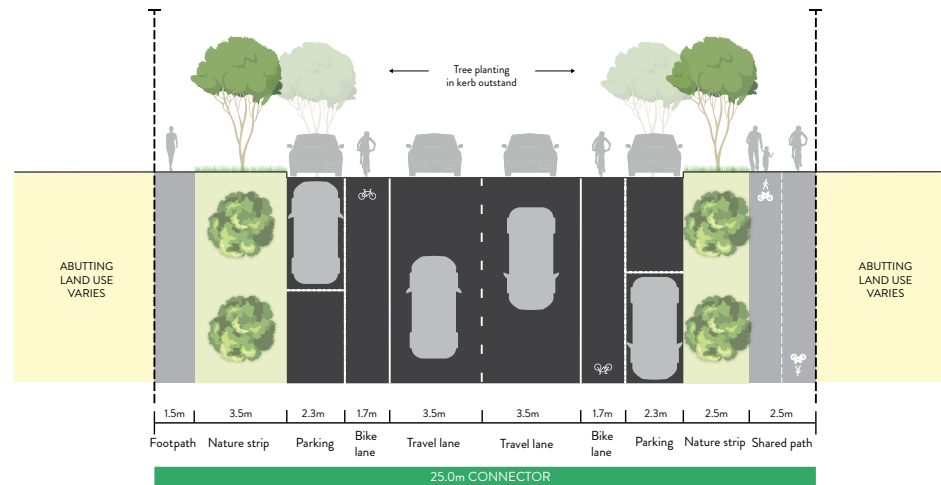 Tree planting
in kerb outstand
ABUTTING
LAND USE
VARIES
ABUTTING
LAND USE
VARIES
1.5m 3.5m 2.3m 1.7m 3.5m 3.5m 1.7m 2.3m 2.5m 2.5m
Footpath Nature strip Parking Bike lane Travel lane Travel lane Bike lane Parking Nature strip Shared path
25.0m CONNECTOR